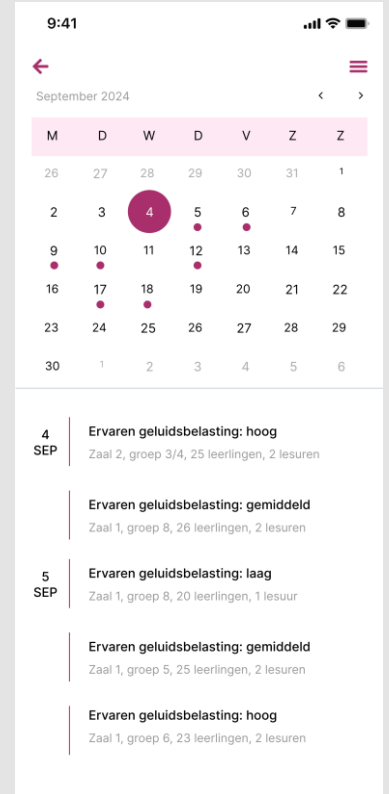 9:41
September 2024
M D W D V Z Z
26 27 28 29 30 31 1
2 3 4 5 6 7 8
9 10 11 12 13 14 15
16 17 18 19 20 21 22
23 24 25 26 27 28 29
30 1 2 3 4 5 6
4
SEP
Ervaren geluidsbelasting: hoog
Zaal 2, groep 3/4, 25 leerlingen, 2 lesuren
Ervaren geluidsbelasting: gemiddeld
Zaal 1, groep 8, 26 leerlingen, 2 lesuren
5
SEP
Ervaren geluidsbelasting: laag
Zaal 1, groep 8, 20 leerlingen, 1 lesuur
Ervaren geluidsbelasting: gemiddeld
Zaal 1, groep 5, 25 leerlingen, 2 lesuren
Ervaren geluidsbelasting: hoog
Zaal 1, groep 6, 23 leerlingen, 2 lesuren